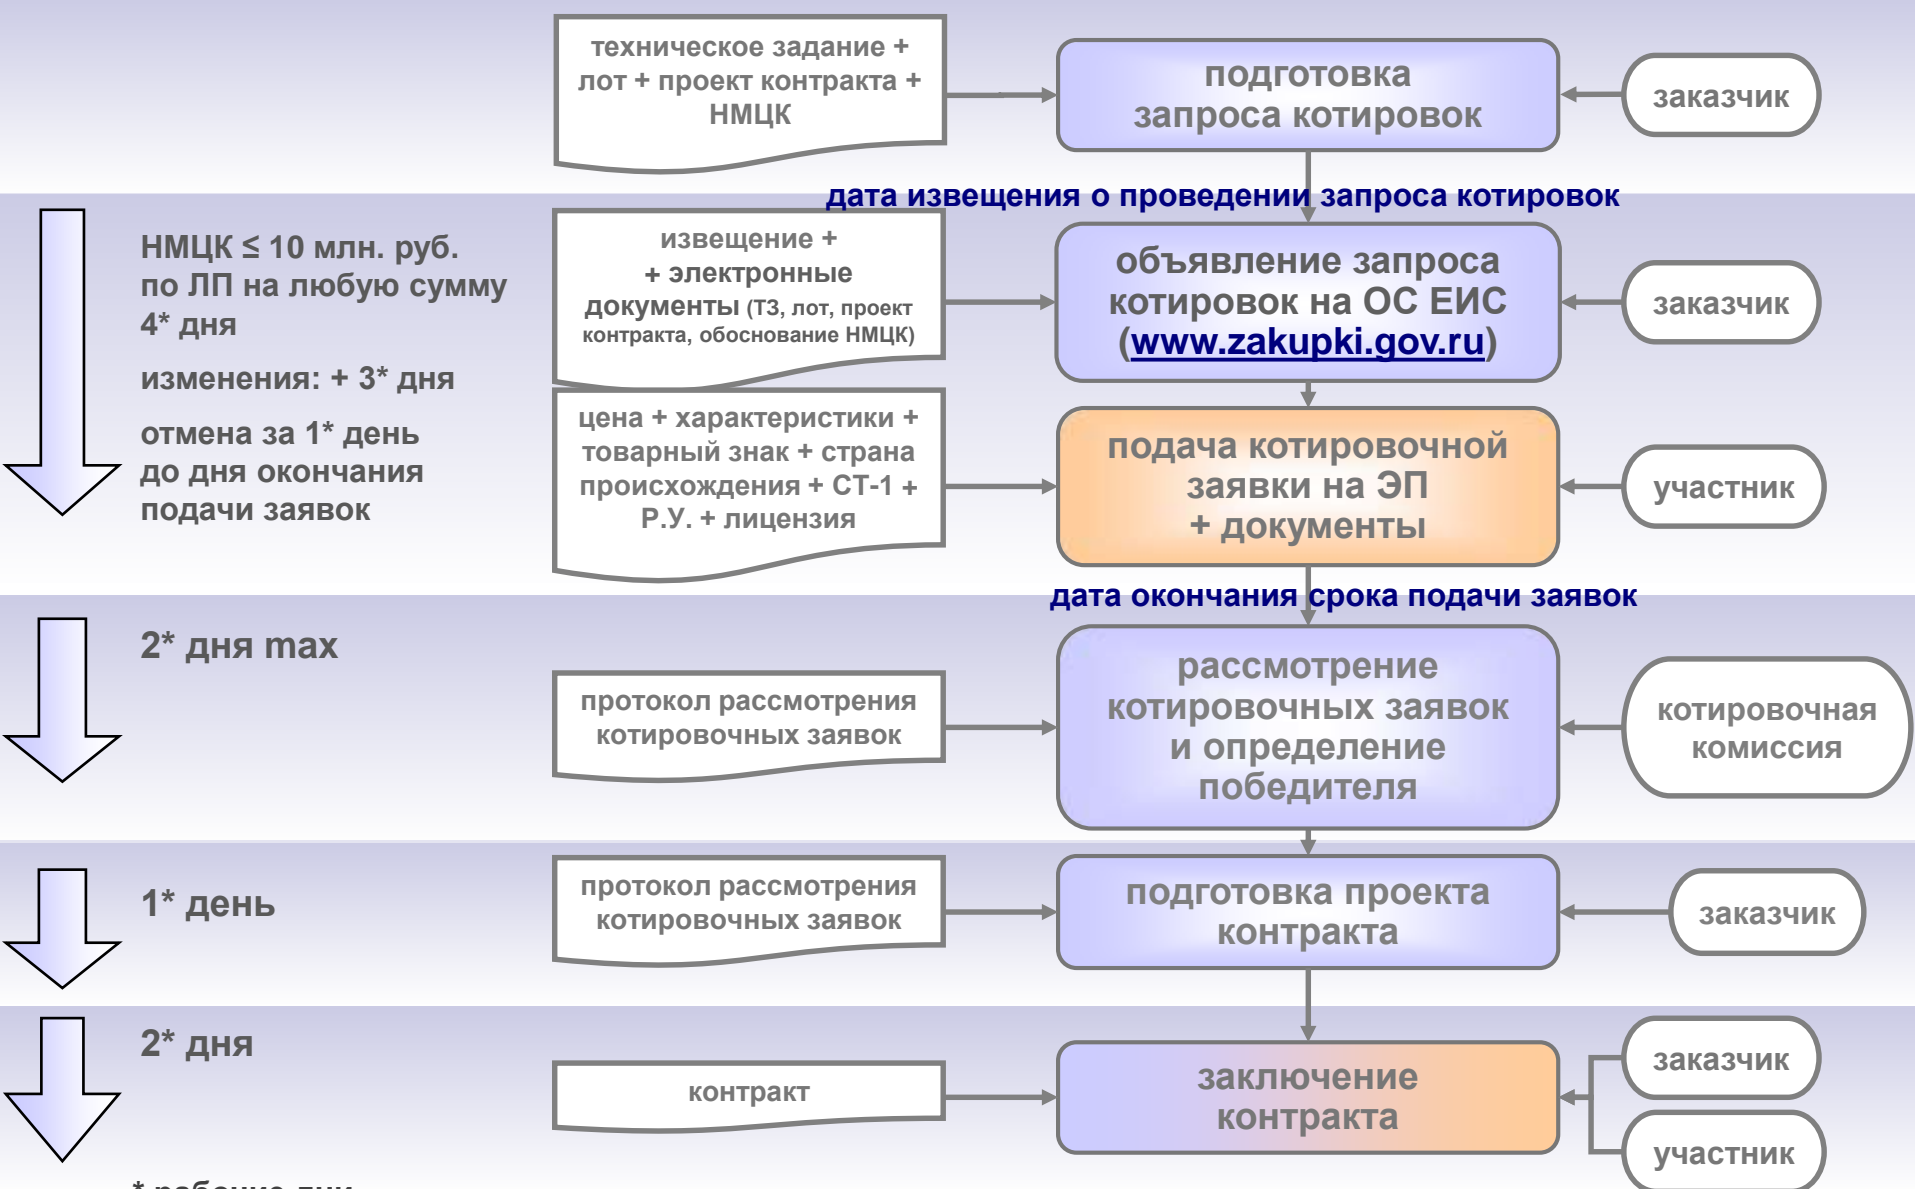 техническое задание +
лот + проект контракта +
НМЦК
подготовка
запроса котировок
заказчик
дата извещения о проведении запроса котировок
НМЦК ≤ 10 млн. руб.
по ЛП на любую сумму
4* дня
изменения: + 3* дня
отмена за 1* день
до дня окончания
подачи заявок
извещение +
+ электронные
документы (ТЗ, лот, проект
контракта, обоснование НМЦК)
объявление запроса
котировок на ОС ЕИС
(www.zakupki.gov.ru)
заказчик
цена + характеристики +
товарный знак + страна
происхождения + СТ-1 +
Р.У. + лицензия
подача котировочной
заявки на ЭП
+ документы
участник
дата окончания срока подачи заявок
2* дня max
протокол рассмотрения
котировочных заявок
рассмотрение
котировочных заявок
и определение
победителя
котировочная
комиссия
1* день
протокол рассмотрения
котировочных заявок
подготовка проекта
контракта
заказчик
2* дня
контракт
заключение
контракта
заказчик
участник
* рабочие дни